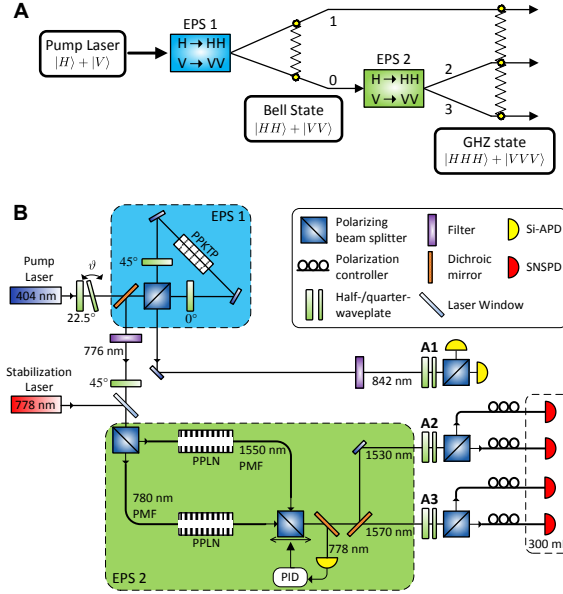 A
Pump Laser
|H⟩ + |V⟩
EPS 1
H → HH
V → VV
1
0
Bell State
|HH⟩ + |VV⟩
EPS 2
H → HH
V → VV
2
3
GHZ state
|HHH⟩ + |VVV⟩
B
EPS 1
PPKTP
45°
0°
Pump
Laser
404 nm
ϑ
22.5°
776 nm
Stabilization
Laser
778 nm
45°
Polarizing
beam splitter
Polarization
controller
Half-/quarter-
waveplate
Filter
Dichroic
mirror
Laser Window
Si-APD
SNSPD
842 nm
A1
PPLN
1550 nm
PMF
780 nm
PMF
PPLN
778 nm
PID
EPS 2
1530 nm
1570 nm
A2
A3